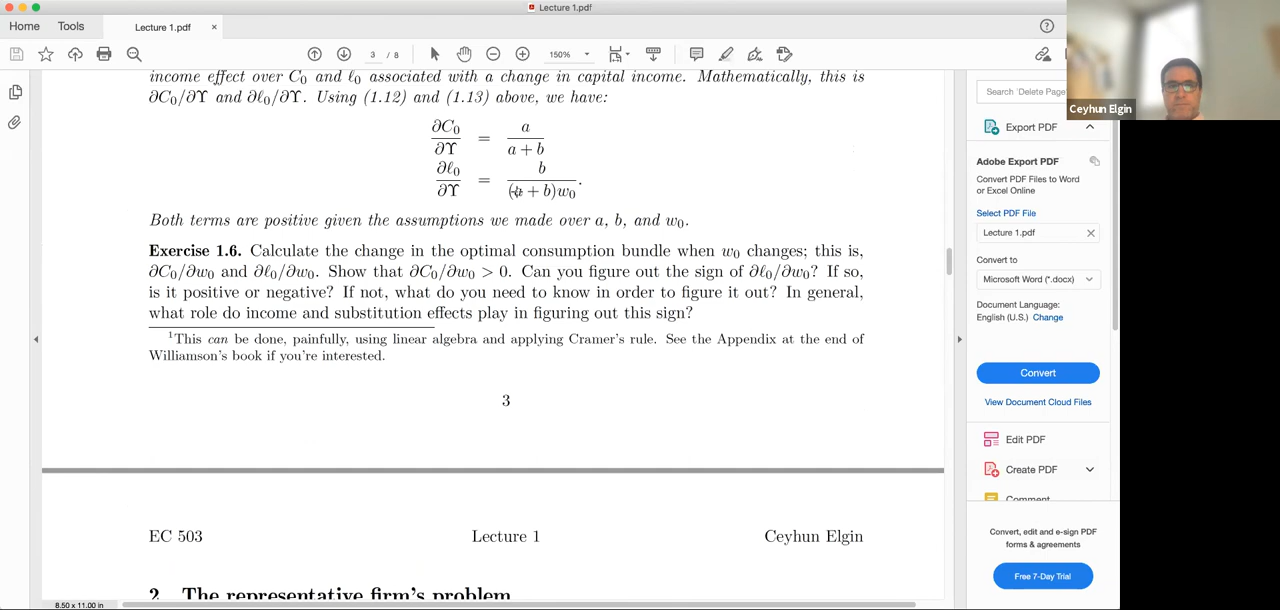 Lecture 1.pdf
Home
Tools
Lecture 1.pdf ×
3 / 8
150%
income effect over C₀ and ℓ₀ associated with a change in capital income. Mathematically, this is
∂C₀/∂ϒ and ∂ℓ₀/∂ϒ. Using (1.12) and (1.13) above, we have:
∂C₀/∂ϒ = a/(a + b)
∂ℓ₀/∂ϒ = b/((a + b)w₀).
Both terms are positive given the assumptions we made over a, b, and w₀.
Exercise 1.6. Calculate the change in the optimal consumption bundle when w₀ changes; this is,
∂C₀/∂w₀ and ∂ℓ₀/∂w₀. Show that ∂C₀/∂w₀ > 0. Can you figure out the sign of ∂ℓ₀/∂w₀? If so,
is it positive or negative? If not, what do you need to know in order to figure it out? In general,
what role do income and substitution effects play in figuring out this sign?
¹This can be done, painfully, using linear algebra and applying Cramer's rule. See the Appendix at the end of
Williamson's book if you're interested.
3
EC 503
Lecture 1
Ceyhun Elgin
2 The representative firm's problem
8.50 x 11.00 in
Search 'Delete Page'
Export PDF
Adobe Export PDF
Convert PDF Files to Word
or Excel Online
Select PDF File
Lecture 1.pdf
Convert to
Microsoft Word (*.docx)
Document Language:
English (U.S.) Change
Convert
View Document Cloud Files
Edit PDF
Create PDF
Comment
Convert, edit and e-sign PDF
forms & agreements
Free 7-Day Trial
Ceyhun Elgin